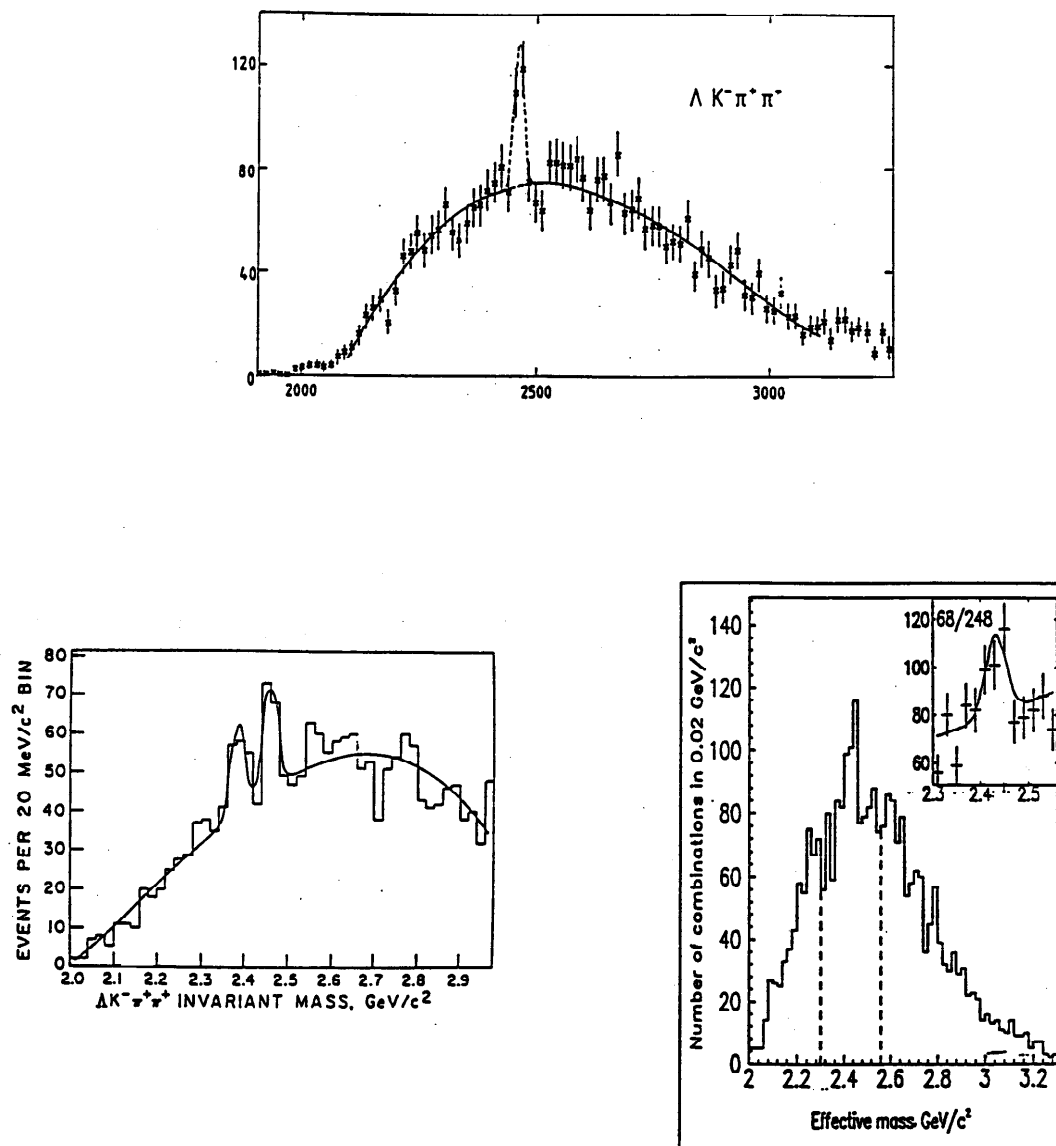 120
80
40
0
Λ K⁻ π⁺ π⁺
2000 2500 3000
EVENTS PER 20 MeV/c² BIN
80
70
60
50
40
30
20
10
0
2.0 2.1 2.2 2.3 2.4 2.5 2.6 2.7 2.8 2.9
ΛK⁻π⁺π⁺ INVARIANT MASS, GeV/c²
Number of combinations in 0.02 GeV/c²
140
120
100
80
60
40
20
0
2 2.2 2.4 2.6 2.8 3 3.2
Effective mass, GeV/c²
68/248
120
100
80
60
2.3 2.4 2.5